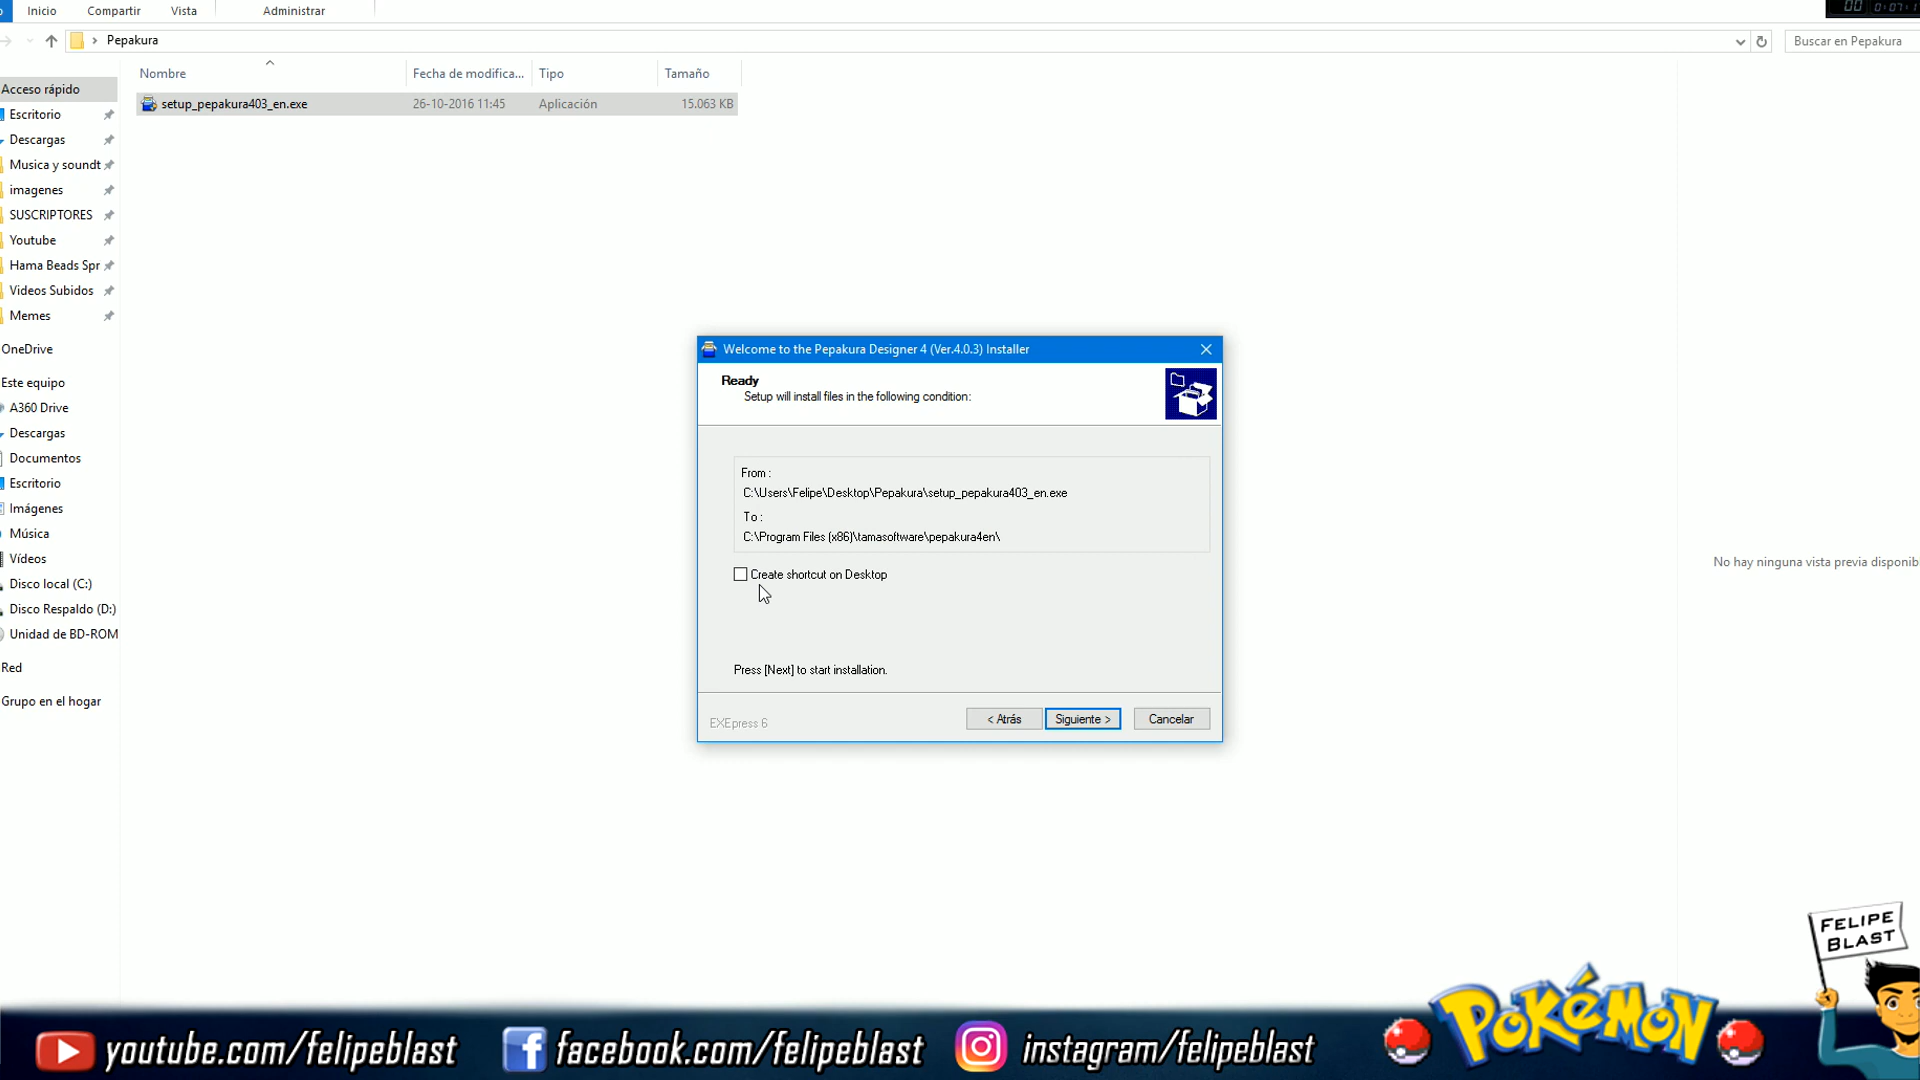 Inicio Compartir Vista Administrar
Pepakura
Buscar en Pepakura
Nombre Fecha de modifica... Tipo Tamaño
setup_pepakura403_en.exe 26-10-2016 11:45 Aplicación 15.063 KB
Acceso rápido
Escritorio
Descargas
Musica y soundt
imagenes
SUSCRIPTORES
Youtube
Hama Beads Spr
Videos Subidos
Memes
OneDrive
Este equipo
A360 Drive
Descargas
Documentos
Escritorio
Imágenes
Música
Vídeos
Disco local (C:)
Disco Respaldo (D:)
Unidad de BD-ROM
Red
Grupo en el hogar
Welcome to the Pepakura Designer 4 (Ver.4.0.3) Installer
Ready
Setup will install files in the following condition:
From :
C:\Users\Felipe\Desktop\Pepakura\setup_pepakura403_en.exe
To :
C:\Program Files (x86)\tamasoftware\pepakura4en\
Create shortcut on Desktop
Press [Next] to start installation.
EXEpress 6
< Atrás Siguiente > Cancelar
No hay ninguna vista previa disponib
FELIPE
BLAST
youtube.com/felipeblast facebook.com/felipeblast instagram/felipeblast POKéMON